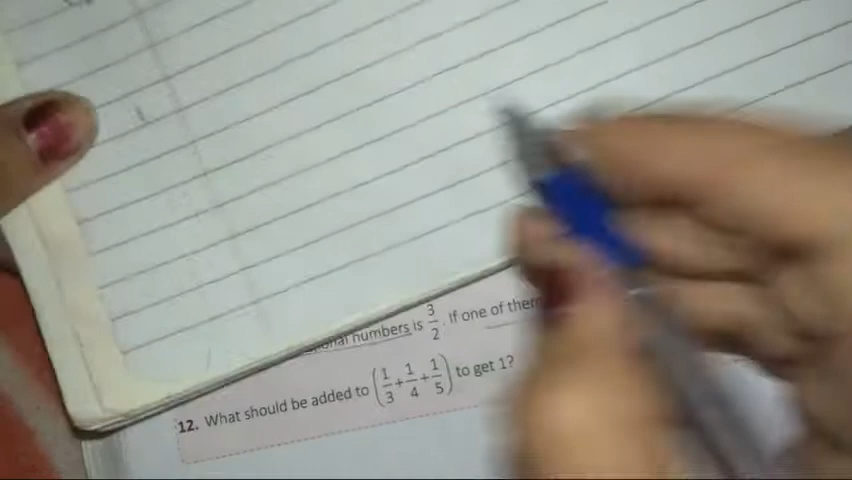 numbers is 3/2. If one of them
12. What should be added to (1/3+1/4+1/5) to get 1?